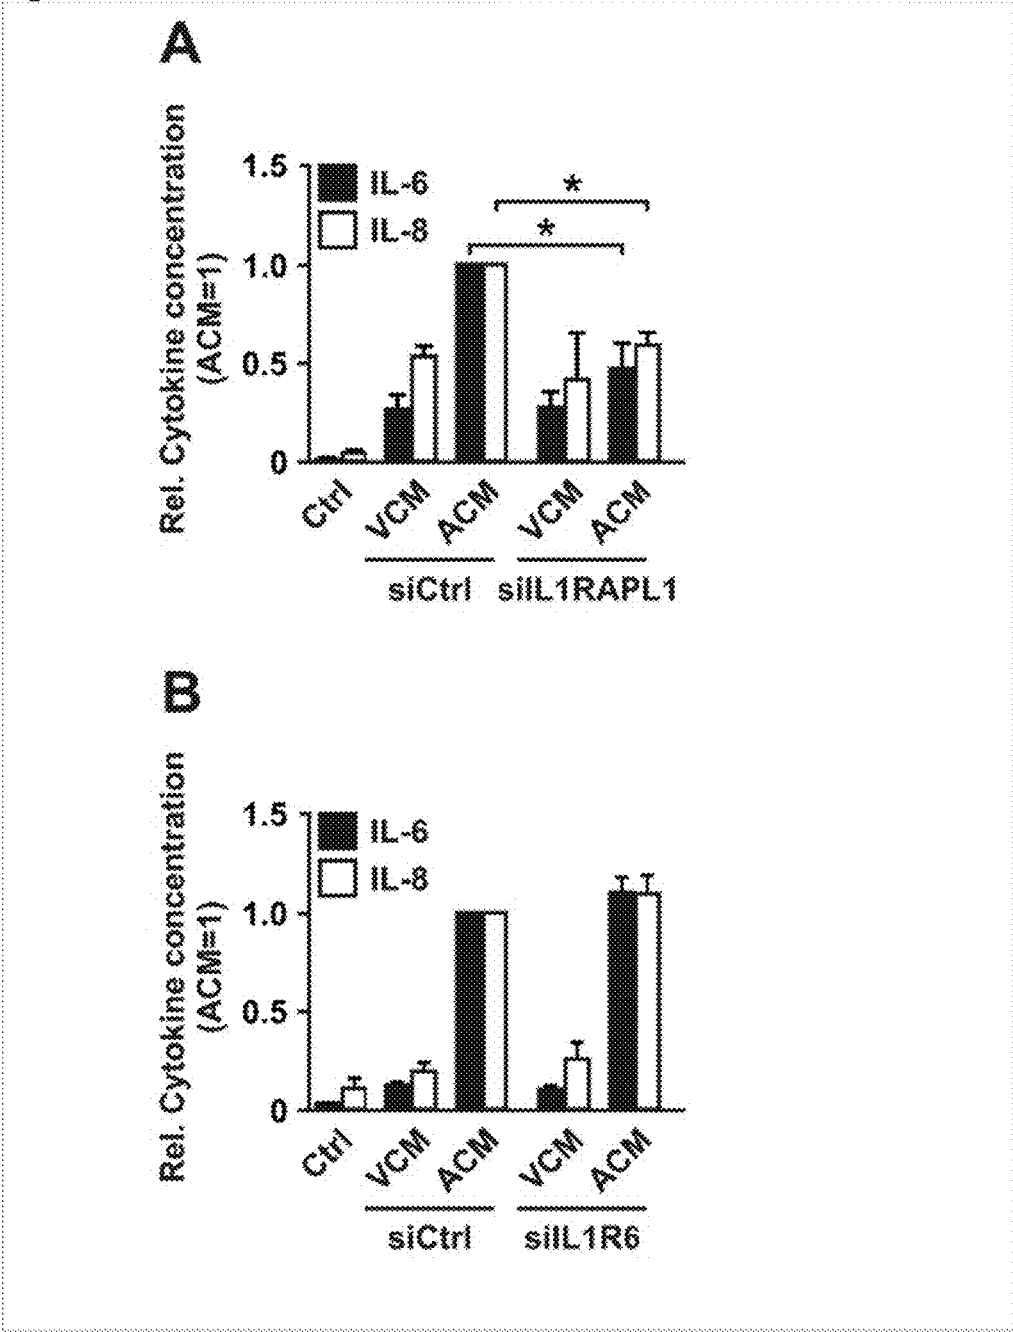 A
Rel. Cytokine concentration
(ACM=1)
1.5
1.0
0.5
0
IL-6
IL-8
*
*
Ctrl
VCM
ACM
VCM
ACM
siCtrl
siIL1RAPL1
B
Rel. Cytokine concentration
(ACM=1)
1.5
1.0
0.5
0
IL-6
IL-8
Ctrl
VCM
ACM
VCM
ACM
siCtrl
siIL1R6